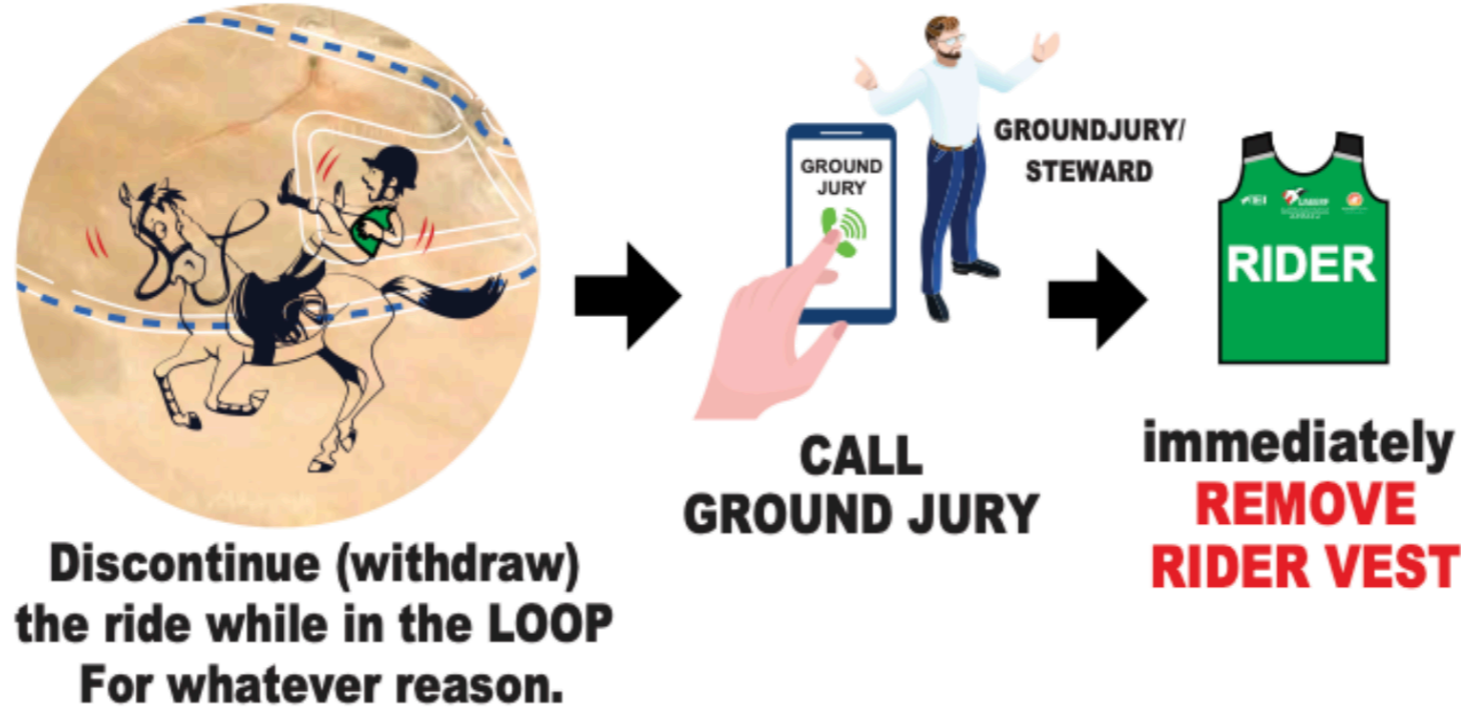 Discontinue (withdraw)
the ride while in the LOOP
For whatever reason.
GROUND
JURY
GROUNDJURY/
STEWARD
CALL
GROUND JURY
RIDER
immediately
REMOVE
RIDER VEST